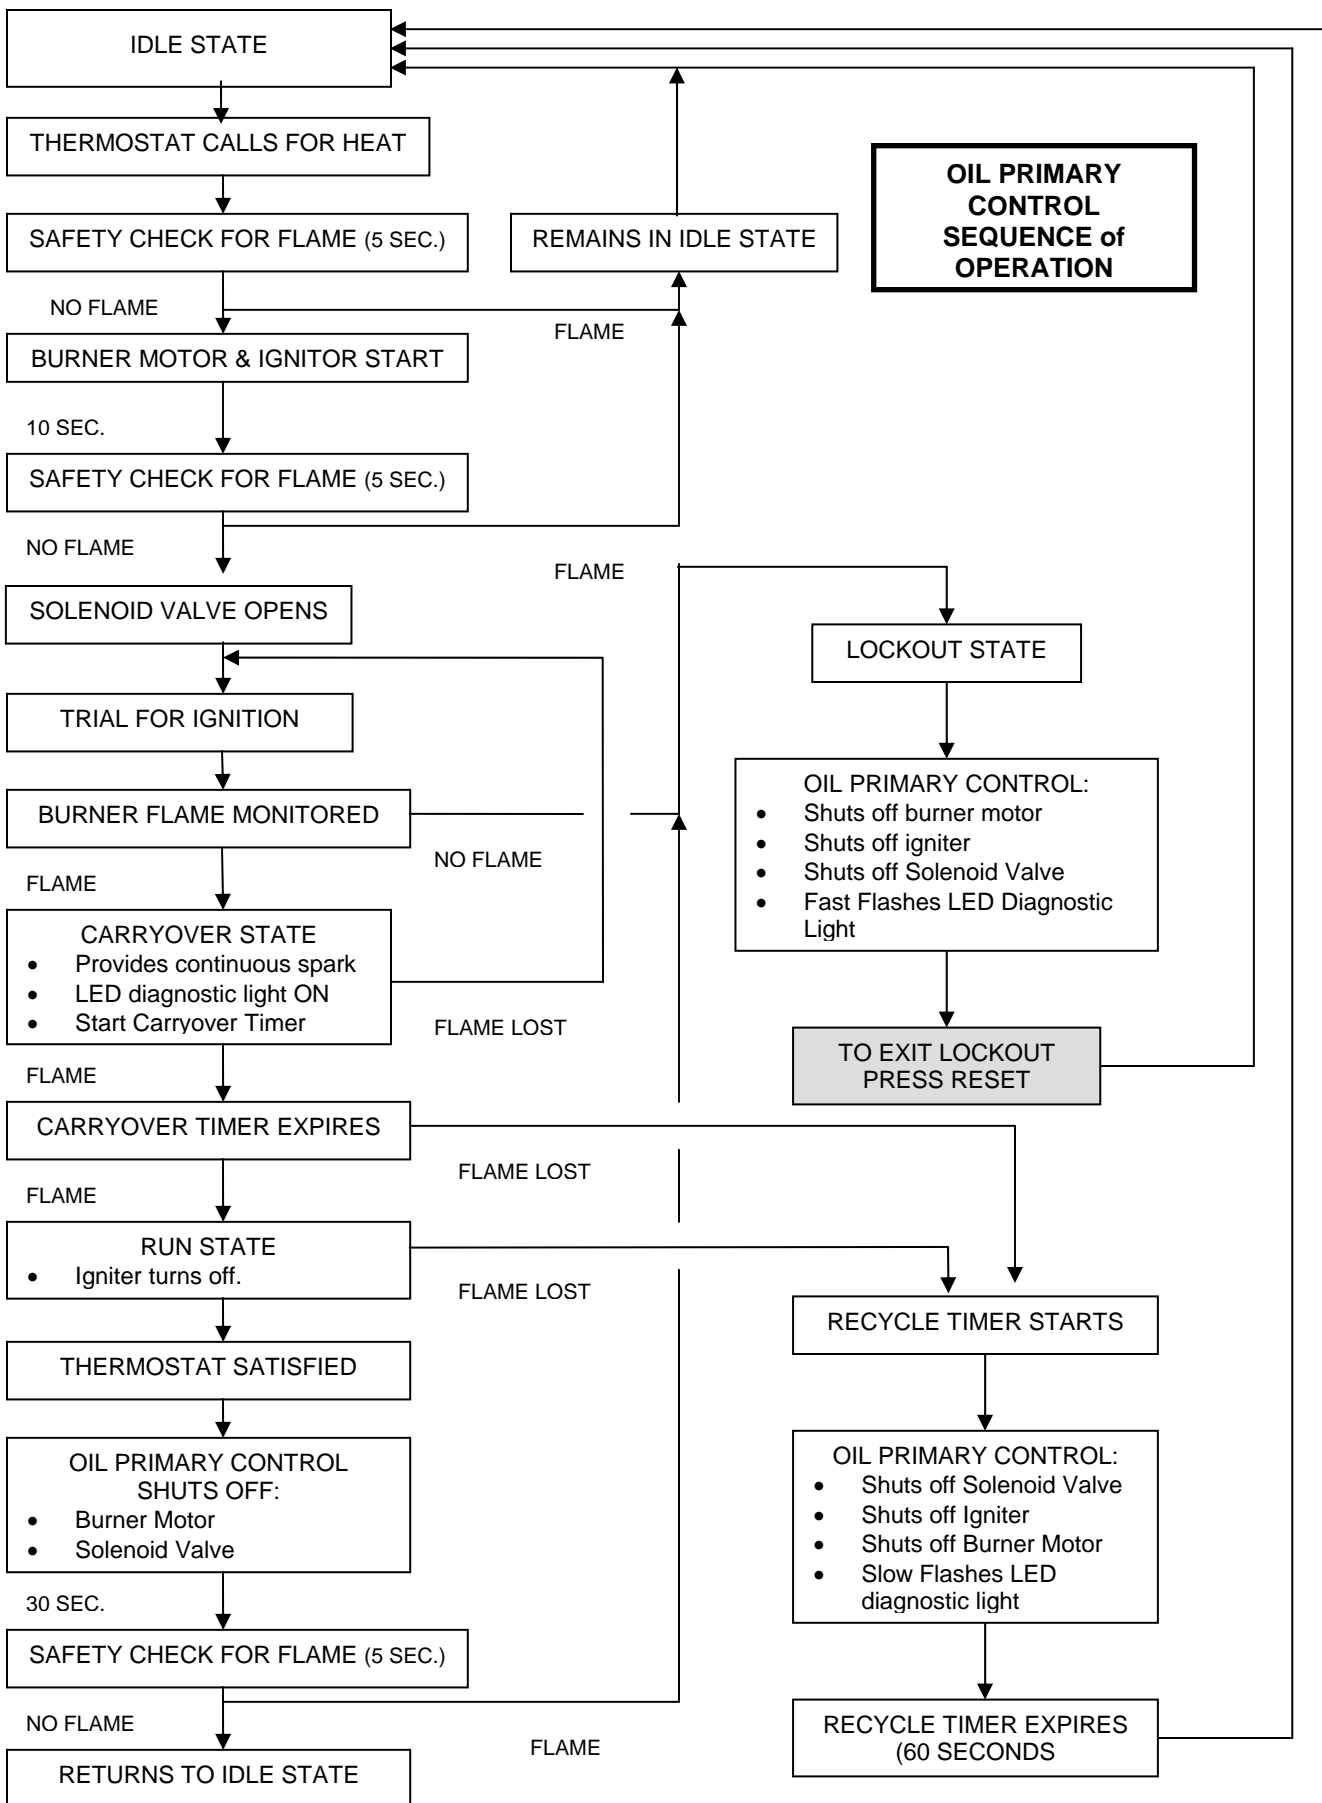 IDLE STATE
THERMOSTAT CALLS FOR HEAT
OIL PRIMARY
CONTROL
SEQUENCE of
OPERATION
SAFETY CHECK FOR FLAME (5 SEC.)
REMAINS IN IDLE STATE
NO FLAME
FLAME
BURNER MOTOR & IGNITOR START
10 SEC.
SAFETY CHECK FOR FLAME (5 SEC.)
NO FLAME
FLAME
SOLENOID VALVE OPENS
LOCKOUT STATE
TRIAL FOR IGNITION
OIL PRIMARY CONTROL:
• Shuts off burner motor
• Shuts off igniter
• Shuts off Solenoid Valve
• Fast Flashes LED Diagnostic
Light
BURNER FLAME MONITORED
NO FLAME
FLAME
CARRYOVER STATE
• Provides continuous spark
• LED diagnostic light ON
• Start Carryover Timer
FLAME LOST
TO EXIT LOCKOUT
PRESS RESET
FLAME
CARRYOVER TIMER EXPIRES
FLAME LOST
FLAME
RUN STATE
• Igniter turns off.
FLAME LOST
RECYCLE TIMER STARTS
THERMOSTAT SATISFIED
OIL PRIMARY CONTROL
SHUTS OFF:
• Burner Motor
• Solenoid Valve
OIL PRIMARY CONTROL:
• Shuts off Solenoid Valve
• Shuts off Igniter
• Shuts off Burner Motor
• Slow Flashes LED
diagnostic light
30 SEC.
SAFETY CHECK FOR FLAME (5 SEC.)
NO FLAME
FLAME
RECYCLE TIMER EXPIRES
(60 SECONDS
RETURNS TO IDLE STATE